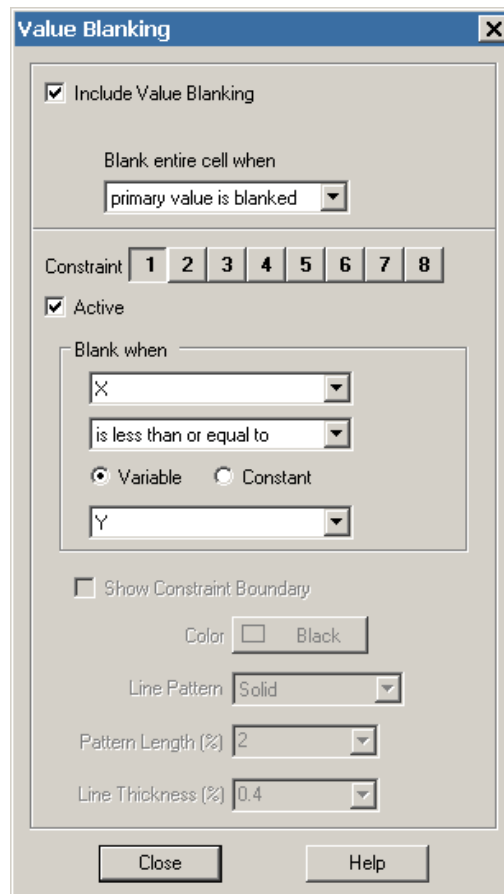 Value Blanking
Include Value Blanking
Blank entire cell when
primary value is blanked
Constraint 1 2 3 4 5 6 7 8
Active
Blank when
X
is less than or equal to
Variable Constant
Y
Show Constraint Boundary
Color Black
Line Pattern Solid
Pattern Length (%) 2
Line Thickness (%) 0.4
Close Help